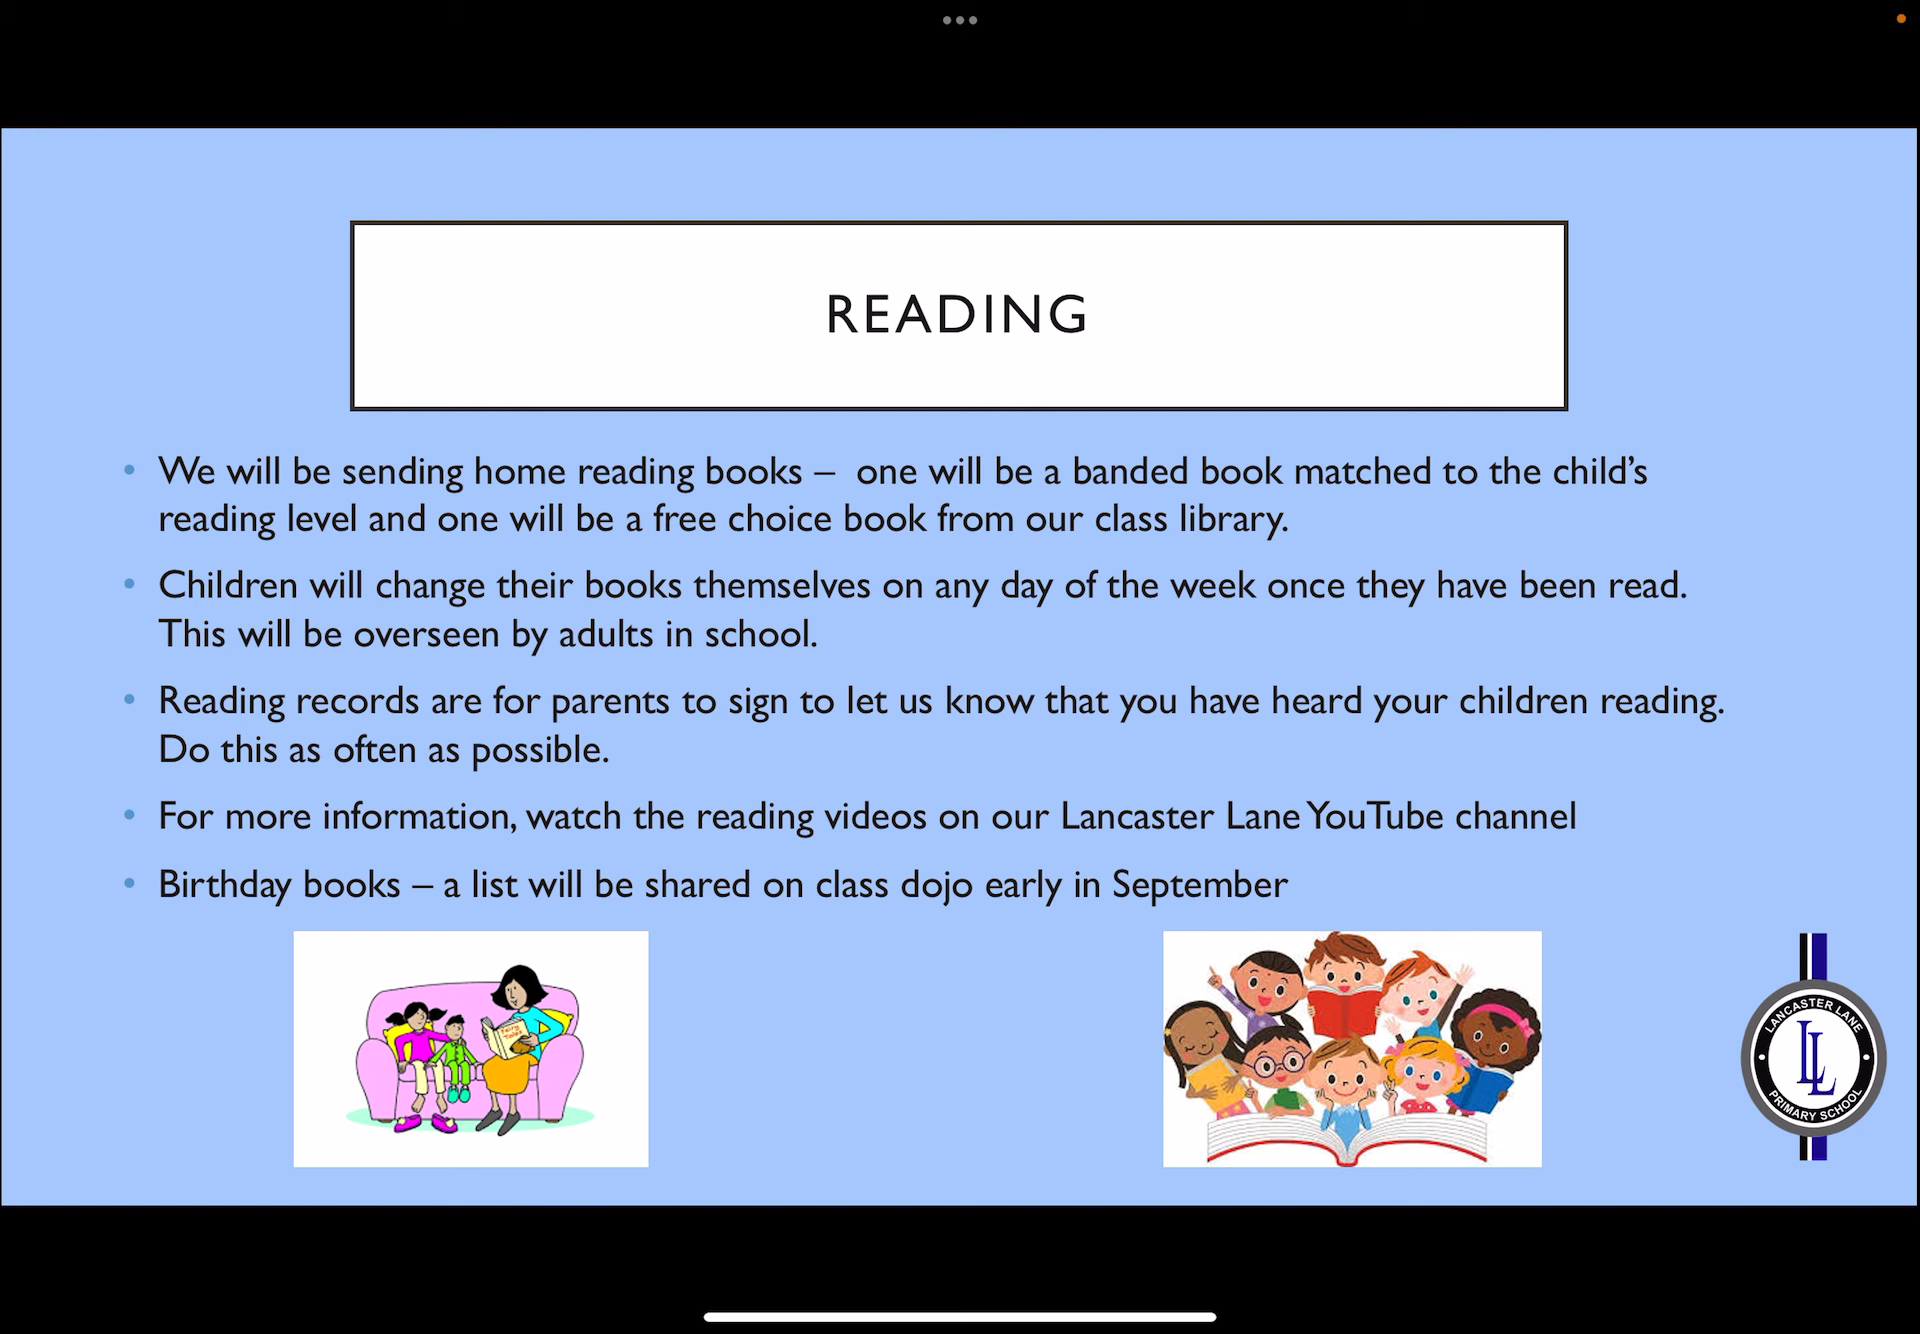 READING
• We will be sending home reading books –  one will be a banded book matched to the child’s
reading level and one will be a free choice book from our class library.
• Children will change their books themselves on any day of the week once they have been read.
This will be overseen by adults in school.
• Reading records are for parents to sign to let us know that you have heard your children reading.
Do this as often as possible.
• For more information, watch the reading videos on our Lancaster Lane YouTube channel
• Birthday books – a list will be shared on class dojo early in September
Fairy
Tales
LANCASTER LANE
LL
PRIMARY SCHOOL